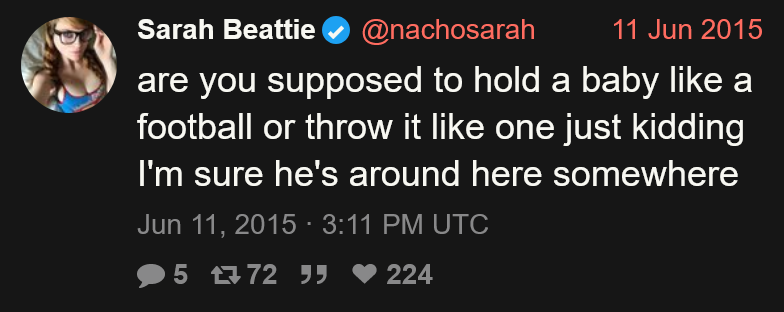 Sarah Beattie @nachosarah 11 Jun 2015
are you supposed to hold a baby like a
football or throw it like one just kidding
I'm sure he's around here somewhere
Jun 11, 2015 · 3:11 PM UTC
5 72 224